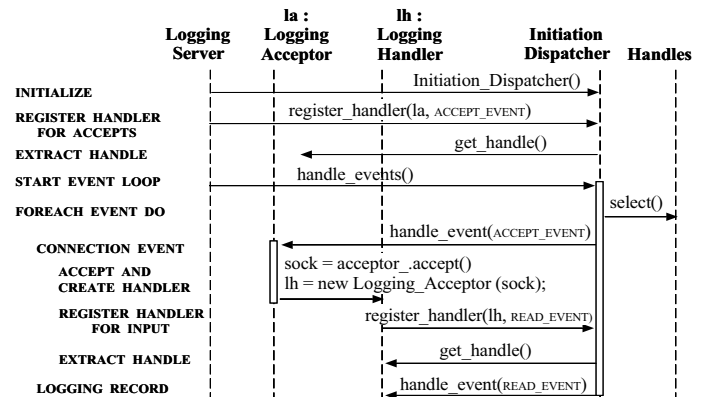 la :
lh :
Logging
Server
Logging
Acceptor
Logging
Handler
Initiation
Dispatcher
Handles
INITIALIZE
Initiation_Dispatcher()
REGISTER HANDLER
FOR ACCEPTS
register_handler(la, ACCEPT_EVENT)
EXTRACT HANDLE
get_handle()
START EVENT LOOP
handle_events()
FOREACH EVENT DO
select()
CONNECTION EVENT
handle_event(ACCEPT_EVENT)
ACCEPT AND
CREATE HANDLER
sock = acceptor_.accept()
lh = new Logging_Acceptor (sock);
REGISTER HANDLER
FOR INPUT
register_handler(lh, READ_EVENT)
EXTRACT HANDLE
get_handle()
LOGGING RECORD
handle_event(READ_EVENT)